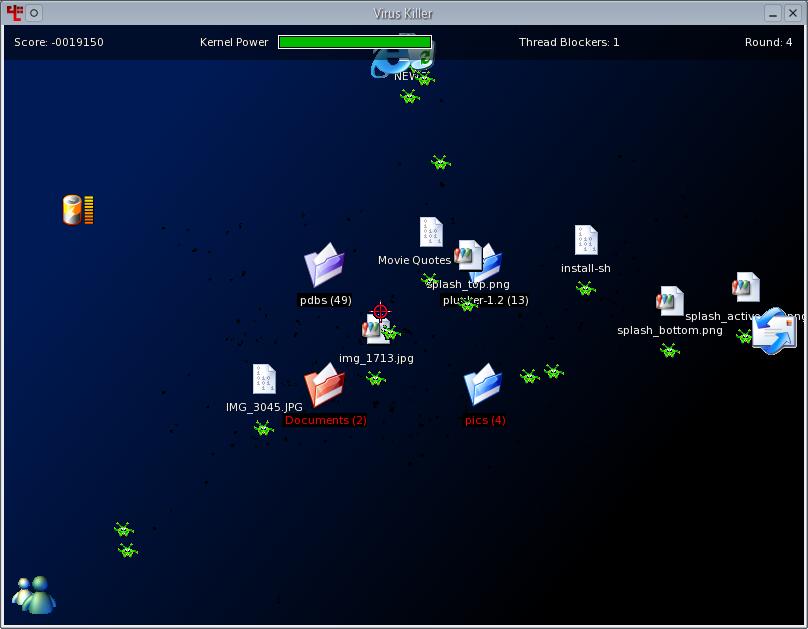 Virus Killer
Score: -0019150 Kernel Power Thread Blockers: 1 Round: 4
NEW
Movie Quotes
install-sh
splash_top.png
pdbs (49)
plucker-1.2 (13)
splash_bottom.png
img_1713.jpg
IMG_3045.JPG
Documents (2)
pics (4)